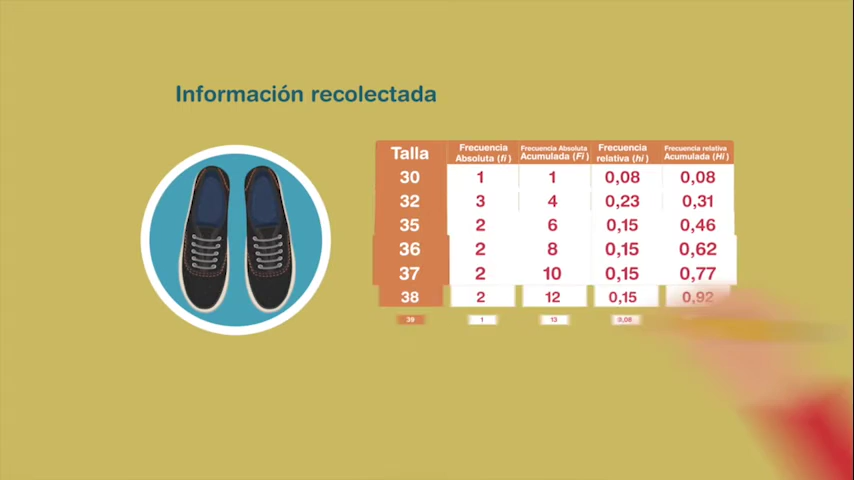 Información recolectada
Talla Frecuencia Absoluta (fi) Frecuencia Absoluta Acumulada (Fi) Frecuencia relativa (hi) Frecuencia relativa Acumulada (Hi)
30 1 1 0,08 0,08
32 3 4 0,23 0,31
35 2 6 0,15 0,46
36 2 8 0,15 0,62
37 2 10 0,15 0,77
38 2 12 0,15 0,92
39 1 13 0,08